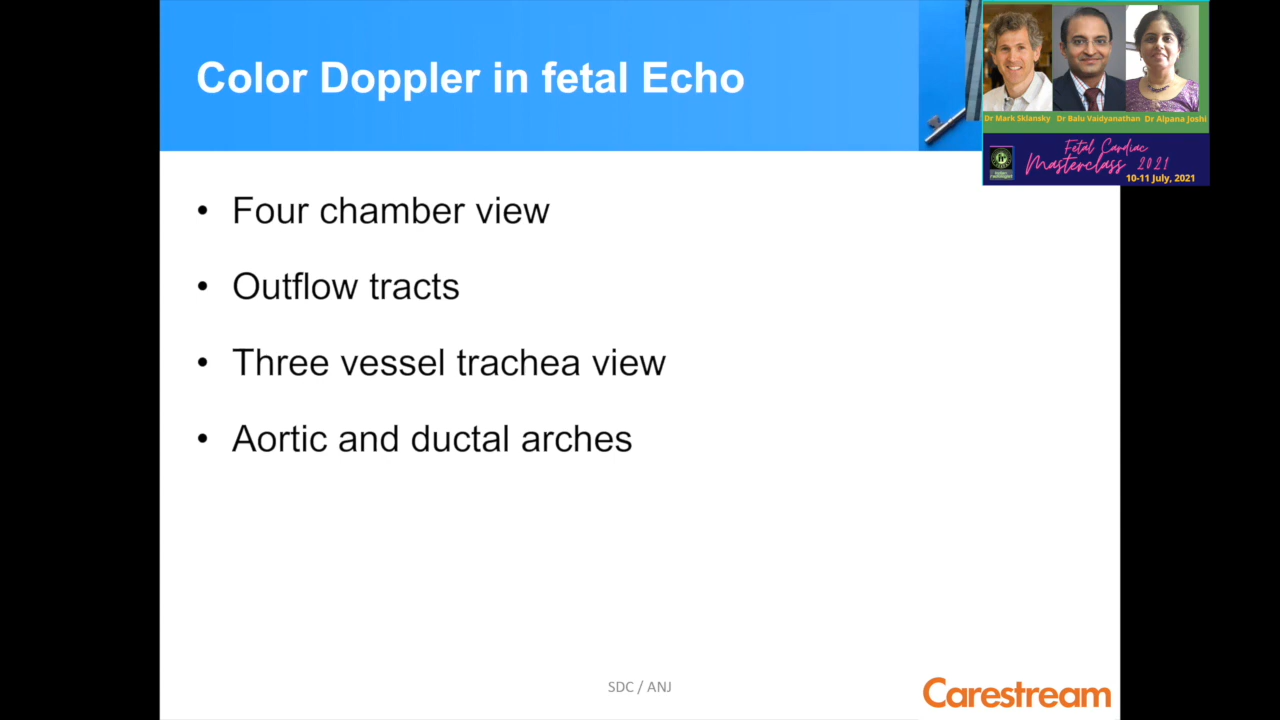 Color Doppler in fetal Echo
Dr Mark Sklansky Dr Balu Vaidyanathan Dr Alpana Joshi
Fetal Cardiac
Masterclass 2021
10-11 July, 2021
• Four chamber view
• Outflow tracts
• Three vessel trachea view
• Aortic and ductal arches
SDC / ANJ
Carestream